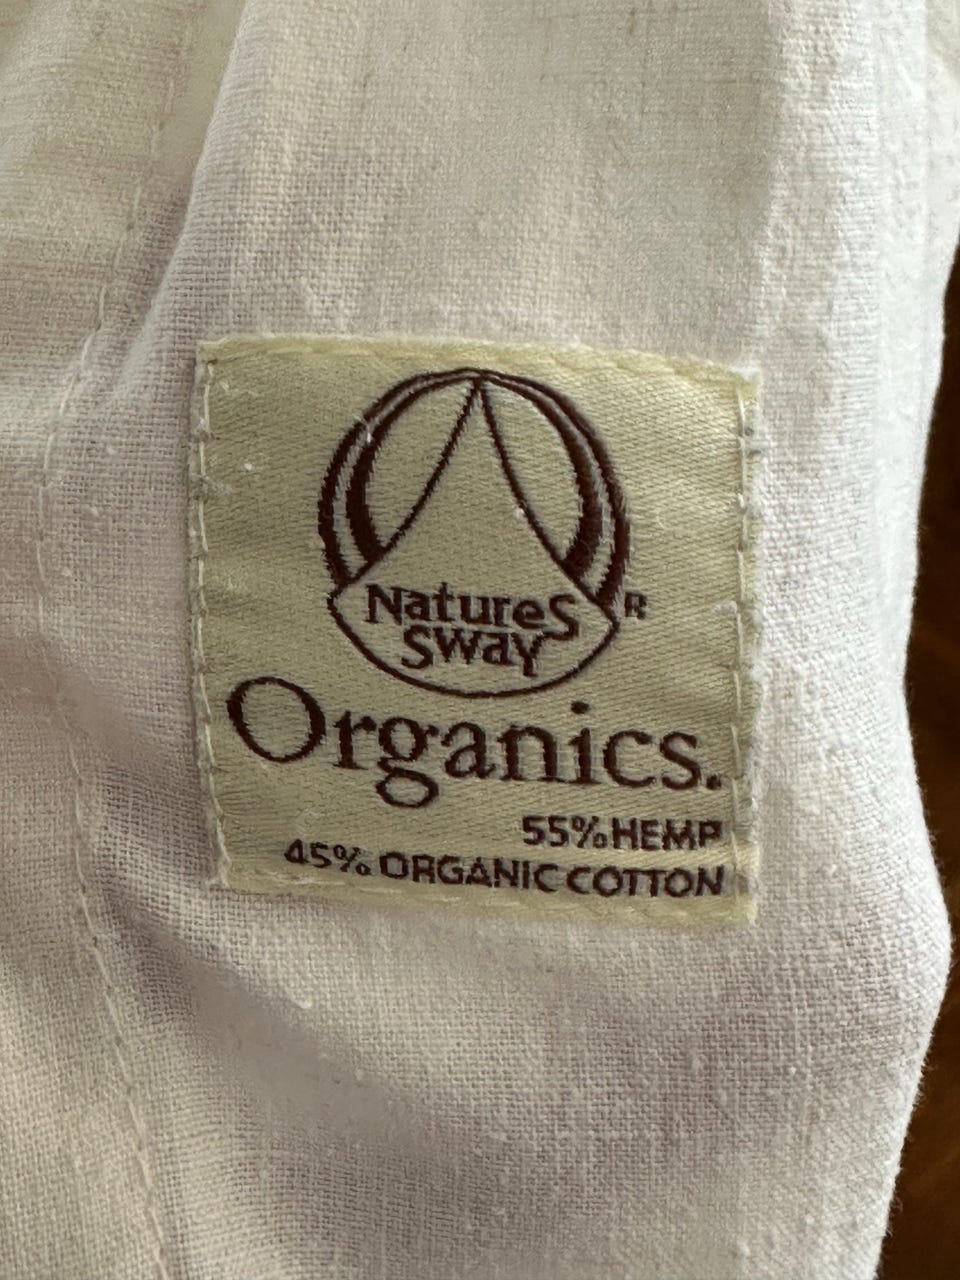 NatureS
Sway
R
Organics.
55% HEMP
45% ORGANIC COTTON